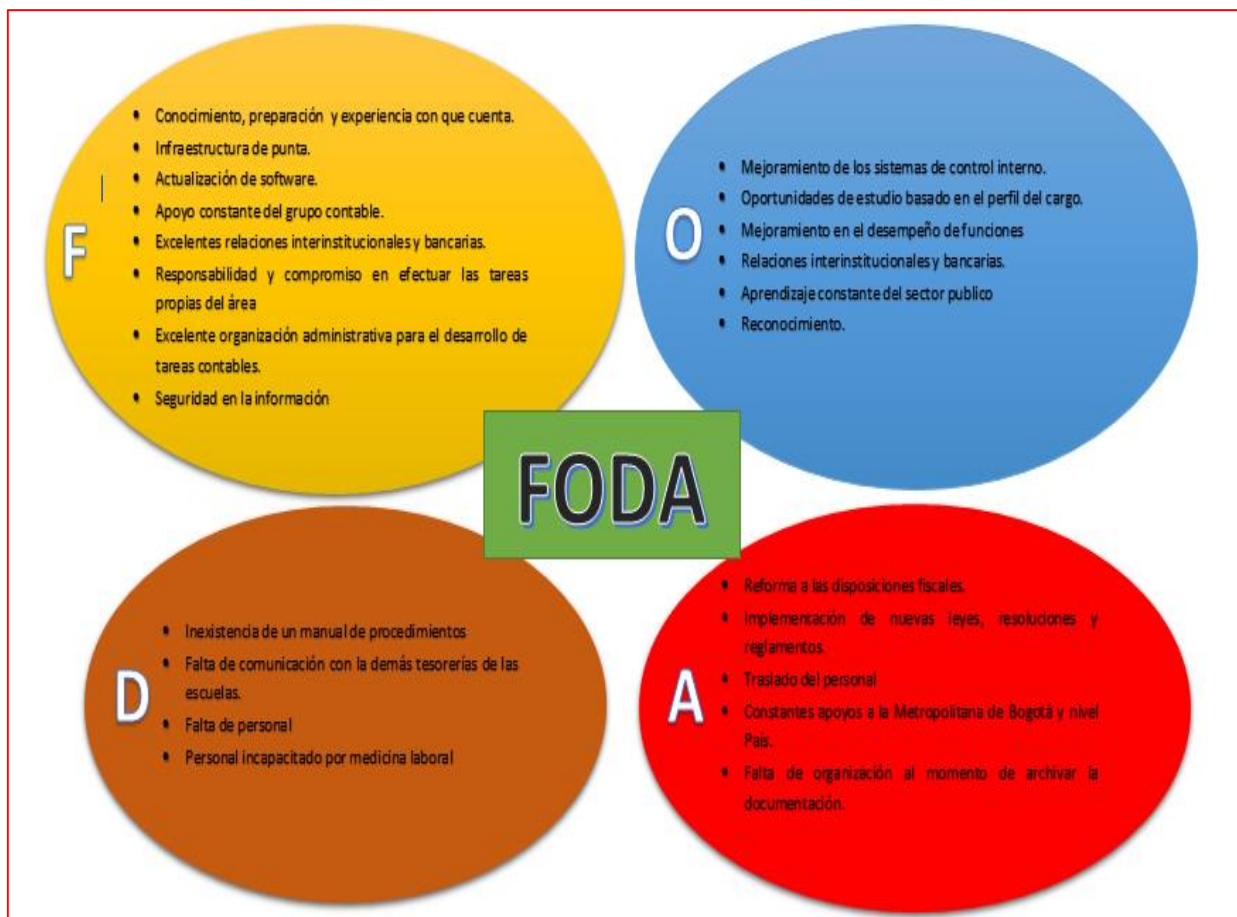 F
• Conocimiento, preparación y experiencia con que cuenta.
• Infraestructura de punta.
• Actualización de software.
• Apoyo constante del grupo contable.
• Excelentes relaciones interinstitucionales y bancarias.
• Responsabilidad y compromiso en efectuar las tareas
propias del área
• Excelente organización administrativa para el desarrollo de
tareas contables.
• Seguridad en la información
O
• Mejoramiento de los sistemas de control interno.
• Oportunidades de estudio basado en el perfil del cargo.
• Mejoramiento en el desempeño de funciones
• Relaciones interinstitucionales y bancarias.
• Aprendizaje constante del sector publico
• Reconocimiento.
FODA
D
• Inexistencia de un manual de procedimientos
• Falta de comunicación con la demás tesorerías de las
escuelas.
• Falta de personal
• Personal incapacitado por medicina laboral
A
• Reforma a las disposiciones fiscales.
• Implementación de nuevas leyes, resoluciones y
reglamentos.
• Traslado del personal
• Constantes apoyos a la Metropolitana de Bogotá y nivel
País.
• Falta de organización al momento de archivar la
documentación.